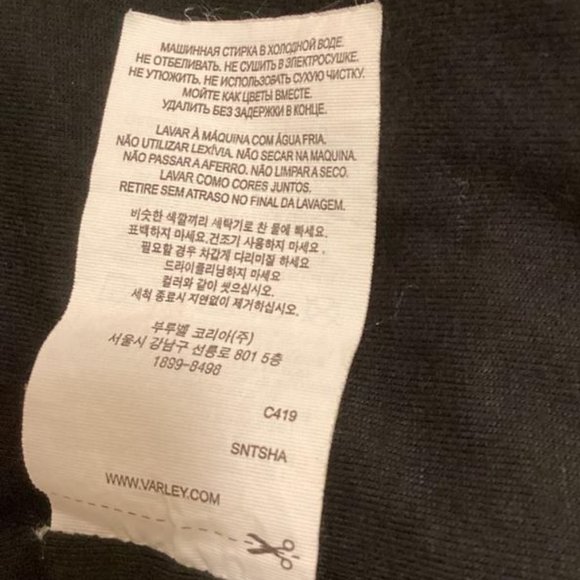 МАШИННАЯ СТИРКА В ХОЛОДНОЙ ВОДЕ.
НЕ ОТБЕЛИВАТЬ. НЕ СУШИТЬ В ЭЛЕКТРОСУШКЕ.
НЕ УТЮЖИТЬ. НЕ ИСПОЛЬЗОВАТЬ СУХУЮ ЧИСТКУ.
МОЙТЕ КАК ЦВЕТЫ ВМЕСТЕ.
УДАЛИТЬ БЕЗ ЗАДЕРЖКИ В КОНЦЕ.
LAVAR À MÁQUINA COM ÁGUA FRIA.
NÃO UTILIZAR LEXÍVIA. NÃO SECAR NA MAQUINA.
NÃO PASSAR A FERRO. NÃO LIMPAR A SECO.
LAVAR COMO CORES JUNTOS.
RETIRE SEM ATRASO NO FINAL DA LAVAGEM.
비슷한 색깔끼리 세탁기로 찬 물에 빠세요.
표백하지 마세요.건조기 사용하지 마세요 .
필요할 경우 차갑게 다리미질 하세요
드라이클리닝하지 마세요
컬러와 같이 씻으십시오.
세척 종료시 지연없이 제거하십시오.
부루벨 코리아(주)
서울시 강남구 선릉로 801 5층
1899-8498
C419
SNTSHA
WWW.VARLEY.COM